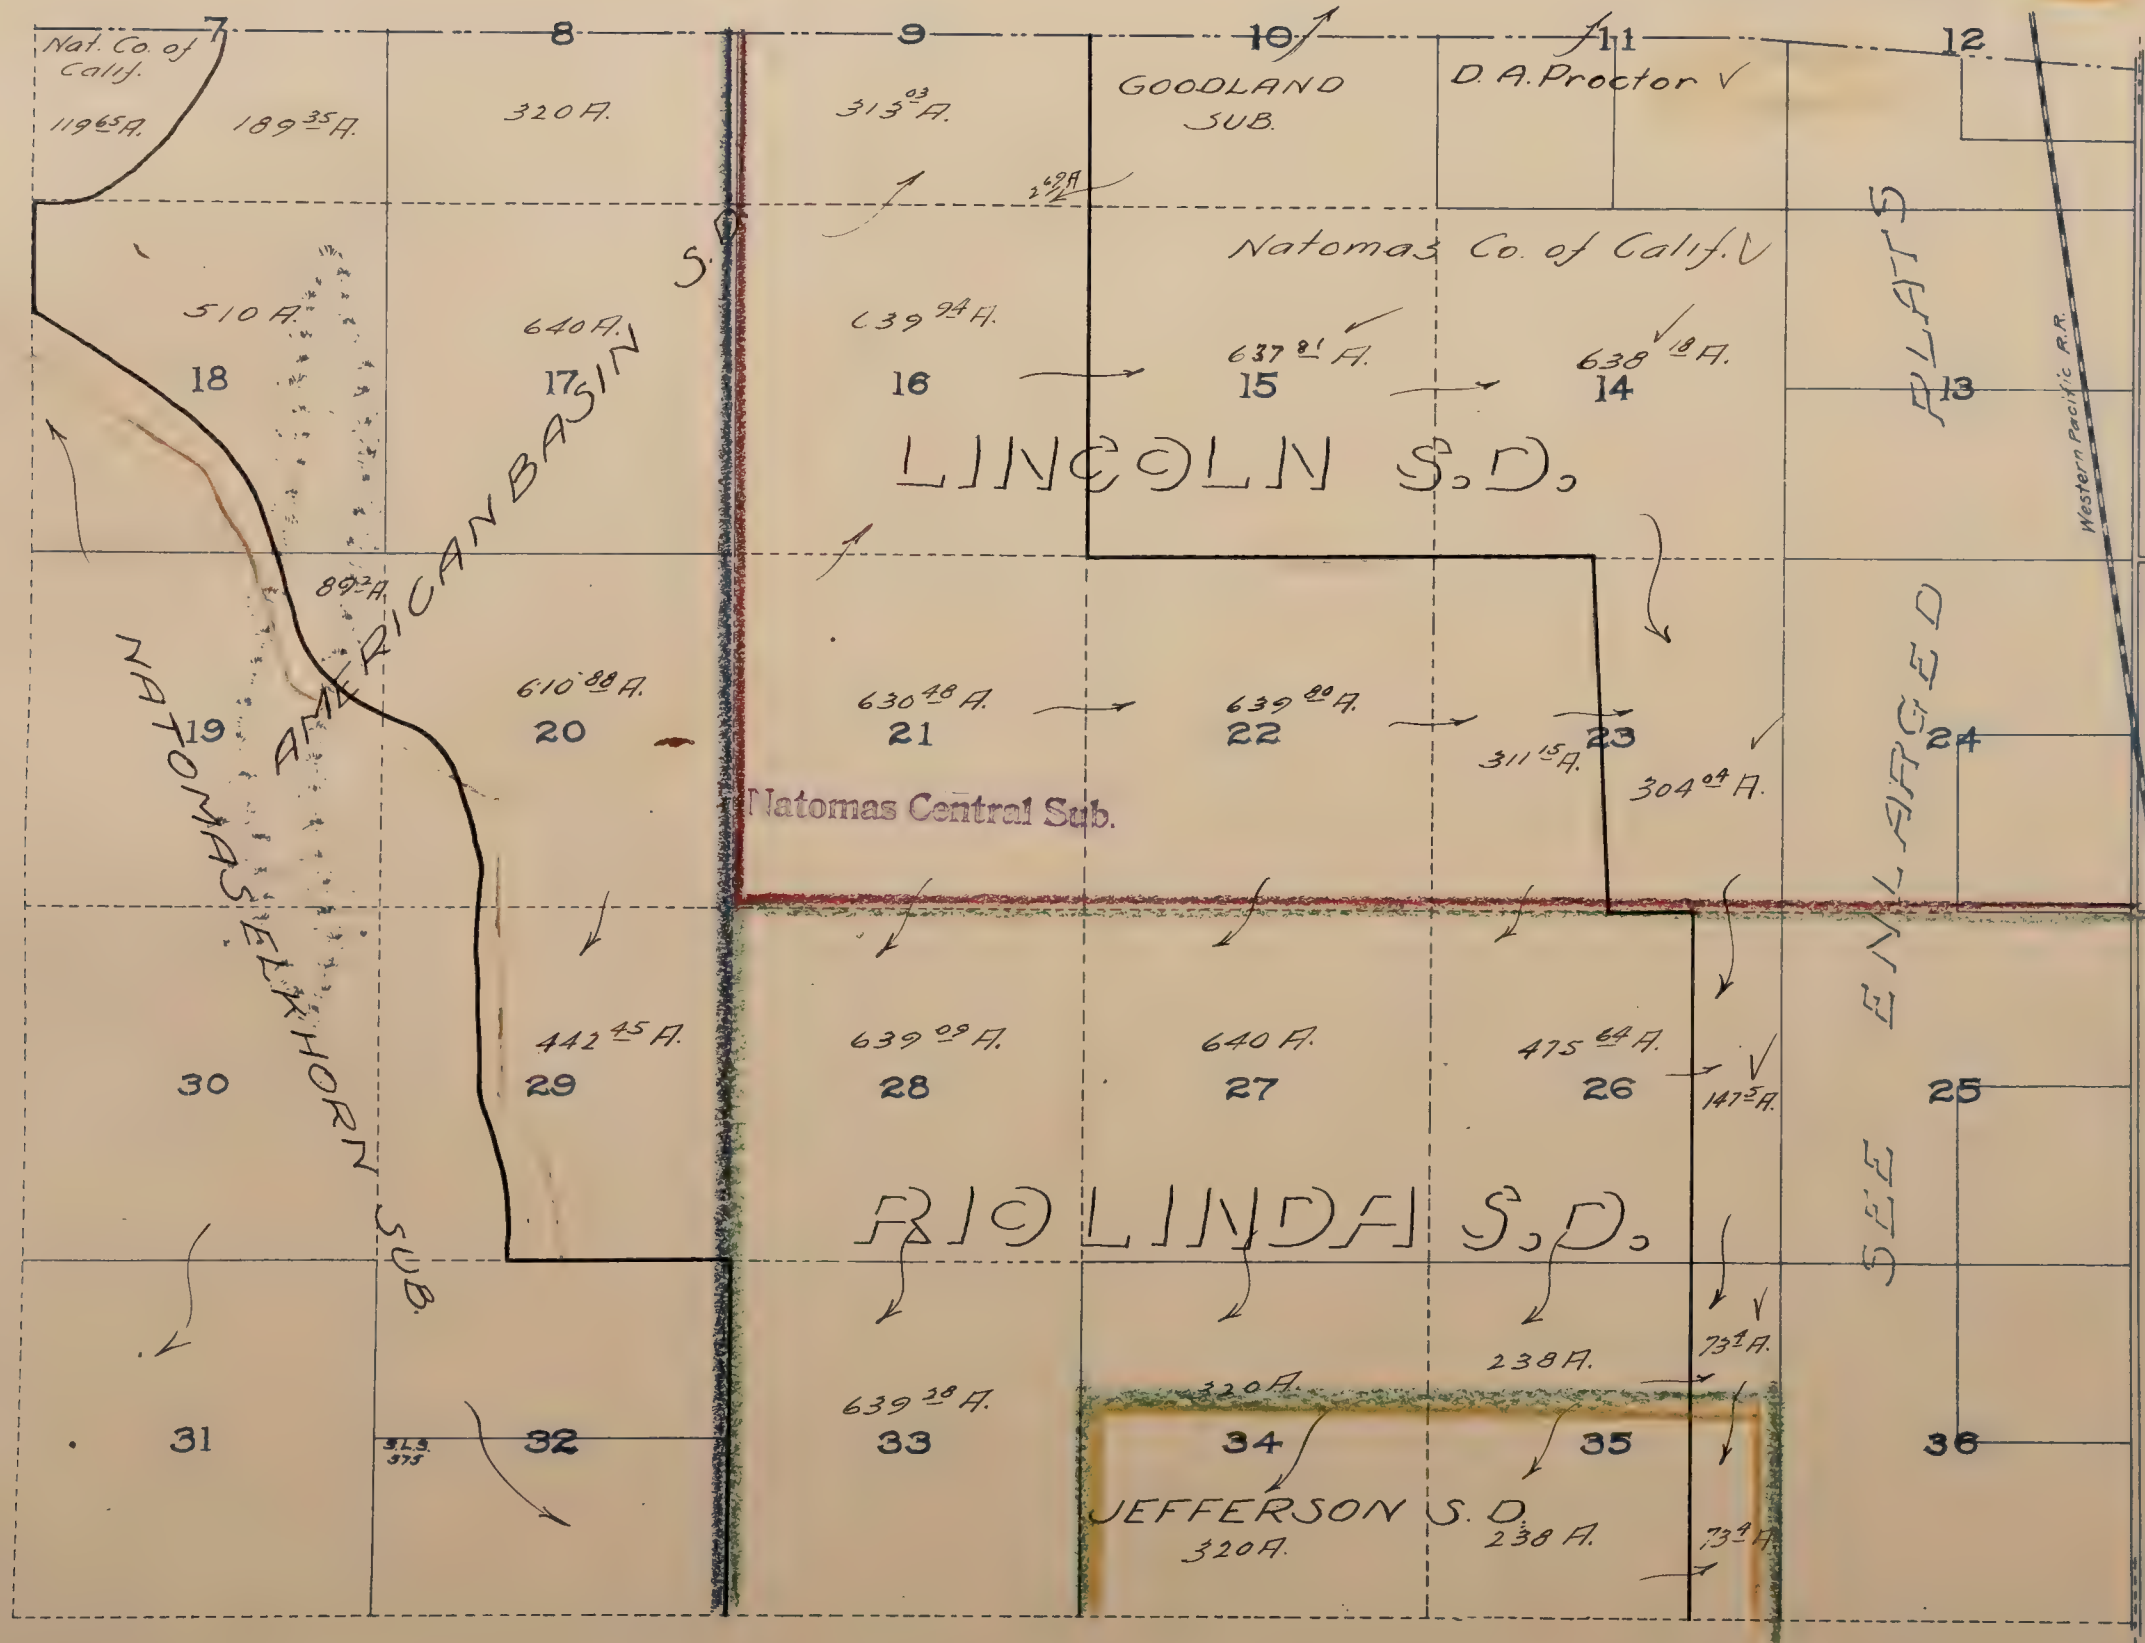 7 8 9 10 11 12
Nat. Co. of
Calif.
119 65 A.
189 35 A.
320 A.
313 03 A.
GOODLAND
SUB.
D. A. Proctor ✓
2 69 A
Natomas Co. of Calif. ✓
510 A.
18
640 A.
17
639 94 A.
16
637 81 A.
15
638 18 A.
14
13
LINCOLN S.D.
AMERICAN BASIN S. D
Western Pacific R.R.
SEE ENLARGED PLATS
89 2 A.
19
610 88 A.
20
630 48 A.
21
639 80 A.
22
311 15 A.
23
304 04 A.
24
Natomas Central Sub.
NATOMAS ELKHORN SUB.
30
442 45 A.
29
639 09 A.
28
640 A.
27
475 64 A.
26
147 5 A.
25
RIO LINDA S.D.
73 4 A.
238 A.
320 A.
31
S.L.S.
375
32
639 28 A.
33
34
35
36
JEFFERSON S. D.
320 A.
238 A.
73 4 A